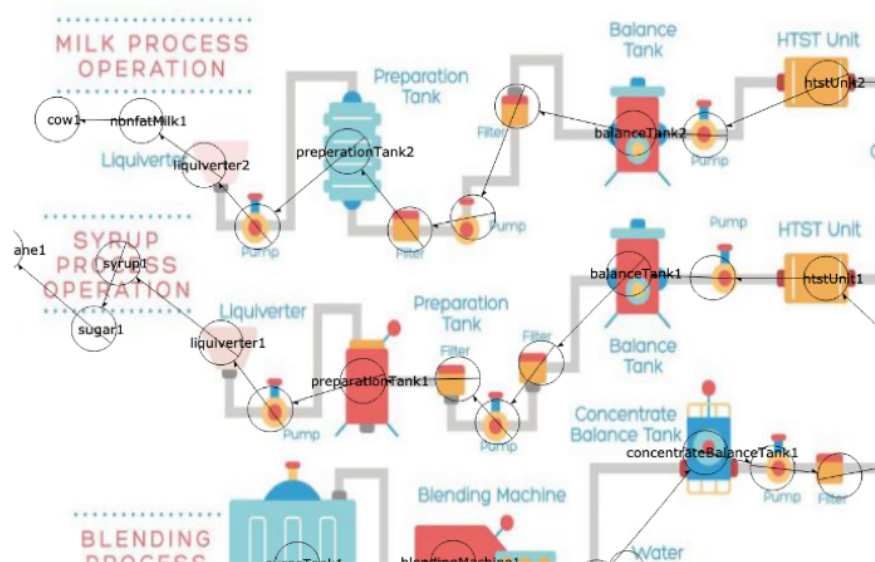 MILK PROCESS
OPERATION
Balance
Tank
HTST Unit
Preparation
Tank
htstUnit2
cow1
nonfatMilk1
Filter
balanceTank2
Pump
Liquiverter
liquiverter2
preperationTank2
Pump
Filter
Pump
SYRUP
PROCESS
OPERATION
ane1
syrup1
Pump
HTST Unit
balanceTank1
htstUnit1
sugar1
Liquiverter
Preparation
Tank
liquiverter1
Filter
Filter
Balance
Tank
preparationTank1
Pump
Pump
Concentrate
Balance Tank
concentrateBalanceTank1
Pump
Filter
Blending Machine
BLENDING
PROCESS
blendingMachine1
Water